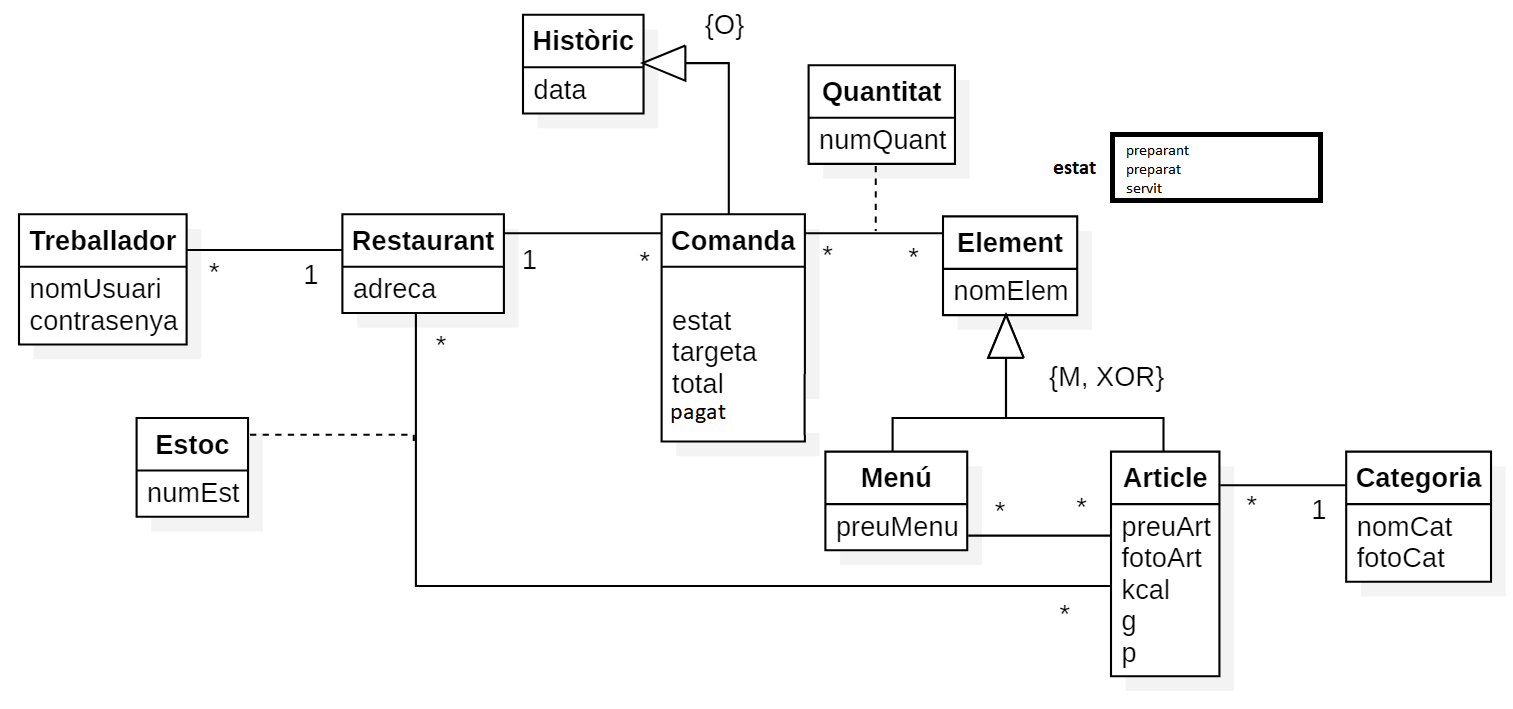 Històric
data
{O}
Quantitat
numQuant
estat
preparant
preparat
servit
Treballador
nomUsuari
contrasenya
*
1
Restaurant
adreca
1
*
*
Comanda
estat
targeta
total
pagat
*
*
Element
nomElem
{M, XOR}
Estoc
numEst
Menú
preuMenu
*
*
Article
preuArt
fotoArt
kcal
g
p
*
1
Categoria
nomCat
fotoCat
*